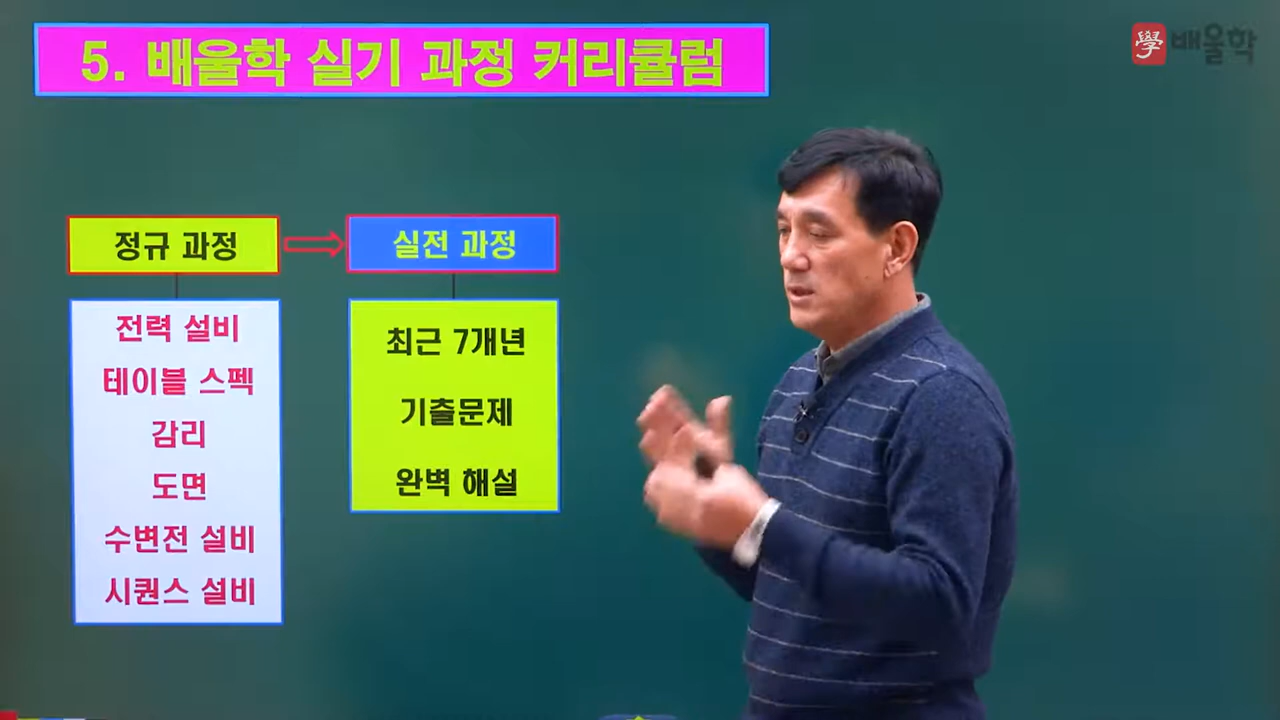 5. 배울학 실기 과정 커리큘럼
學 배울학
정규 과정
실전 과정
전력 설비
테이블 스펙
감리
도면
수변전 설비
시퀀스 설비
최근 7개년
기출문제
완벽 해설